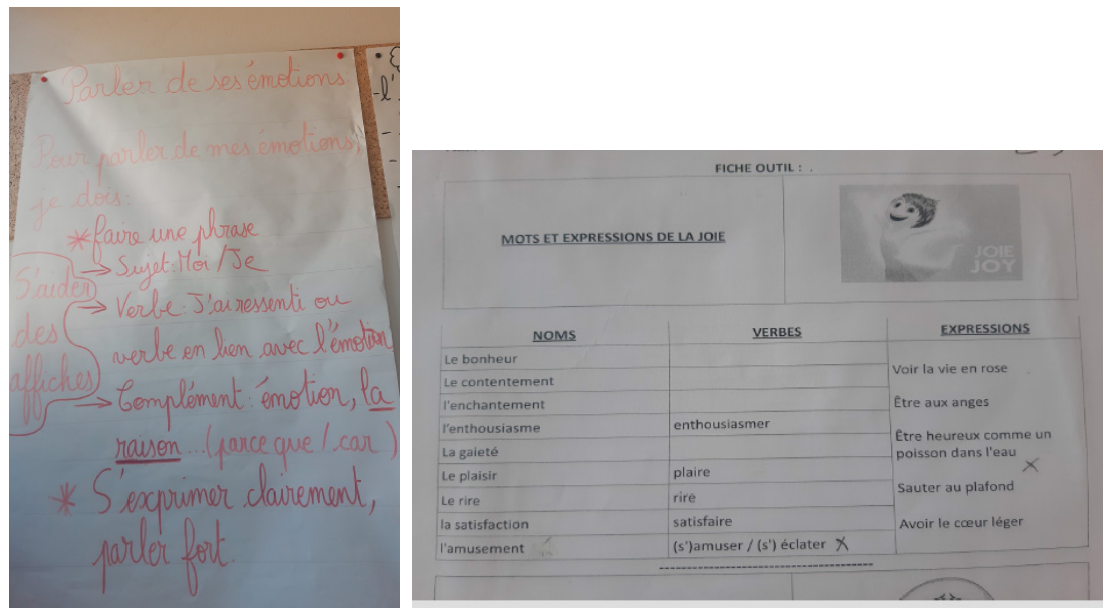 Parler de ses émotions
Pour parler de mes émotions,
je dois :
* faire une phrase
→ Sujet : Moi / Je
→ Verbe : J'ai ressenti ou
verbe en lien avec l'émotion
→ Complément : émotion, la
raison ... (parce que / car)
S'aider
des
affiches
* S'exprimer clairement,
parler fort.
-l'
FICHE OUTIL : .
MOTS ET EXPRESSIONS DE LA JOIE
JOIE
JOY
NOMS VERBES EXPRESSIONS
Le bonheur
Le contentement
l'enchantement
l'enthousiasme enthousiasmer
La gaieté
Le plaisir plaire
Le rire rire
la satisfaction satisfaire
l'amusement (s')amuser / (s') éclater X
Voir la vie en rose
Être aux anges
Être heureux comme un
poisson dans l'eau X
Sauter au plafond
Avoir le cœur léger